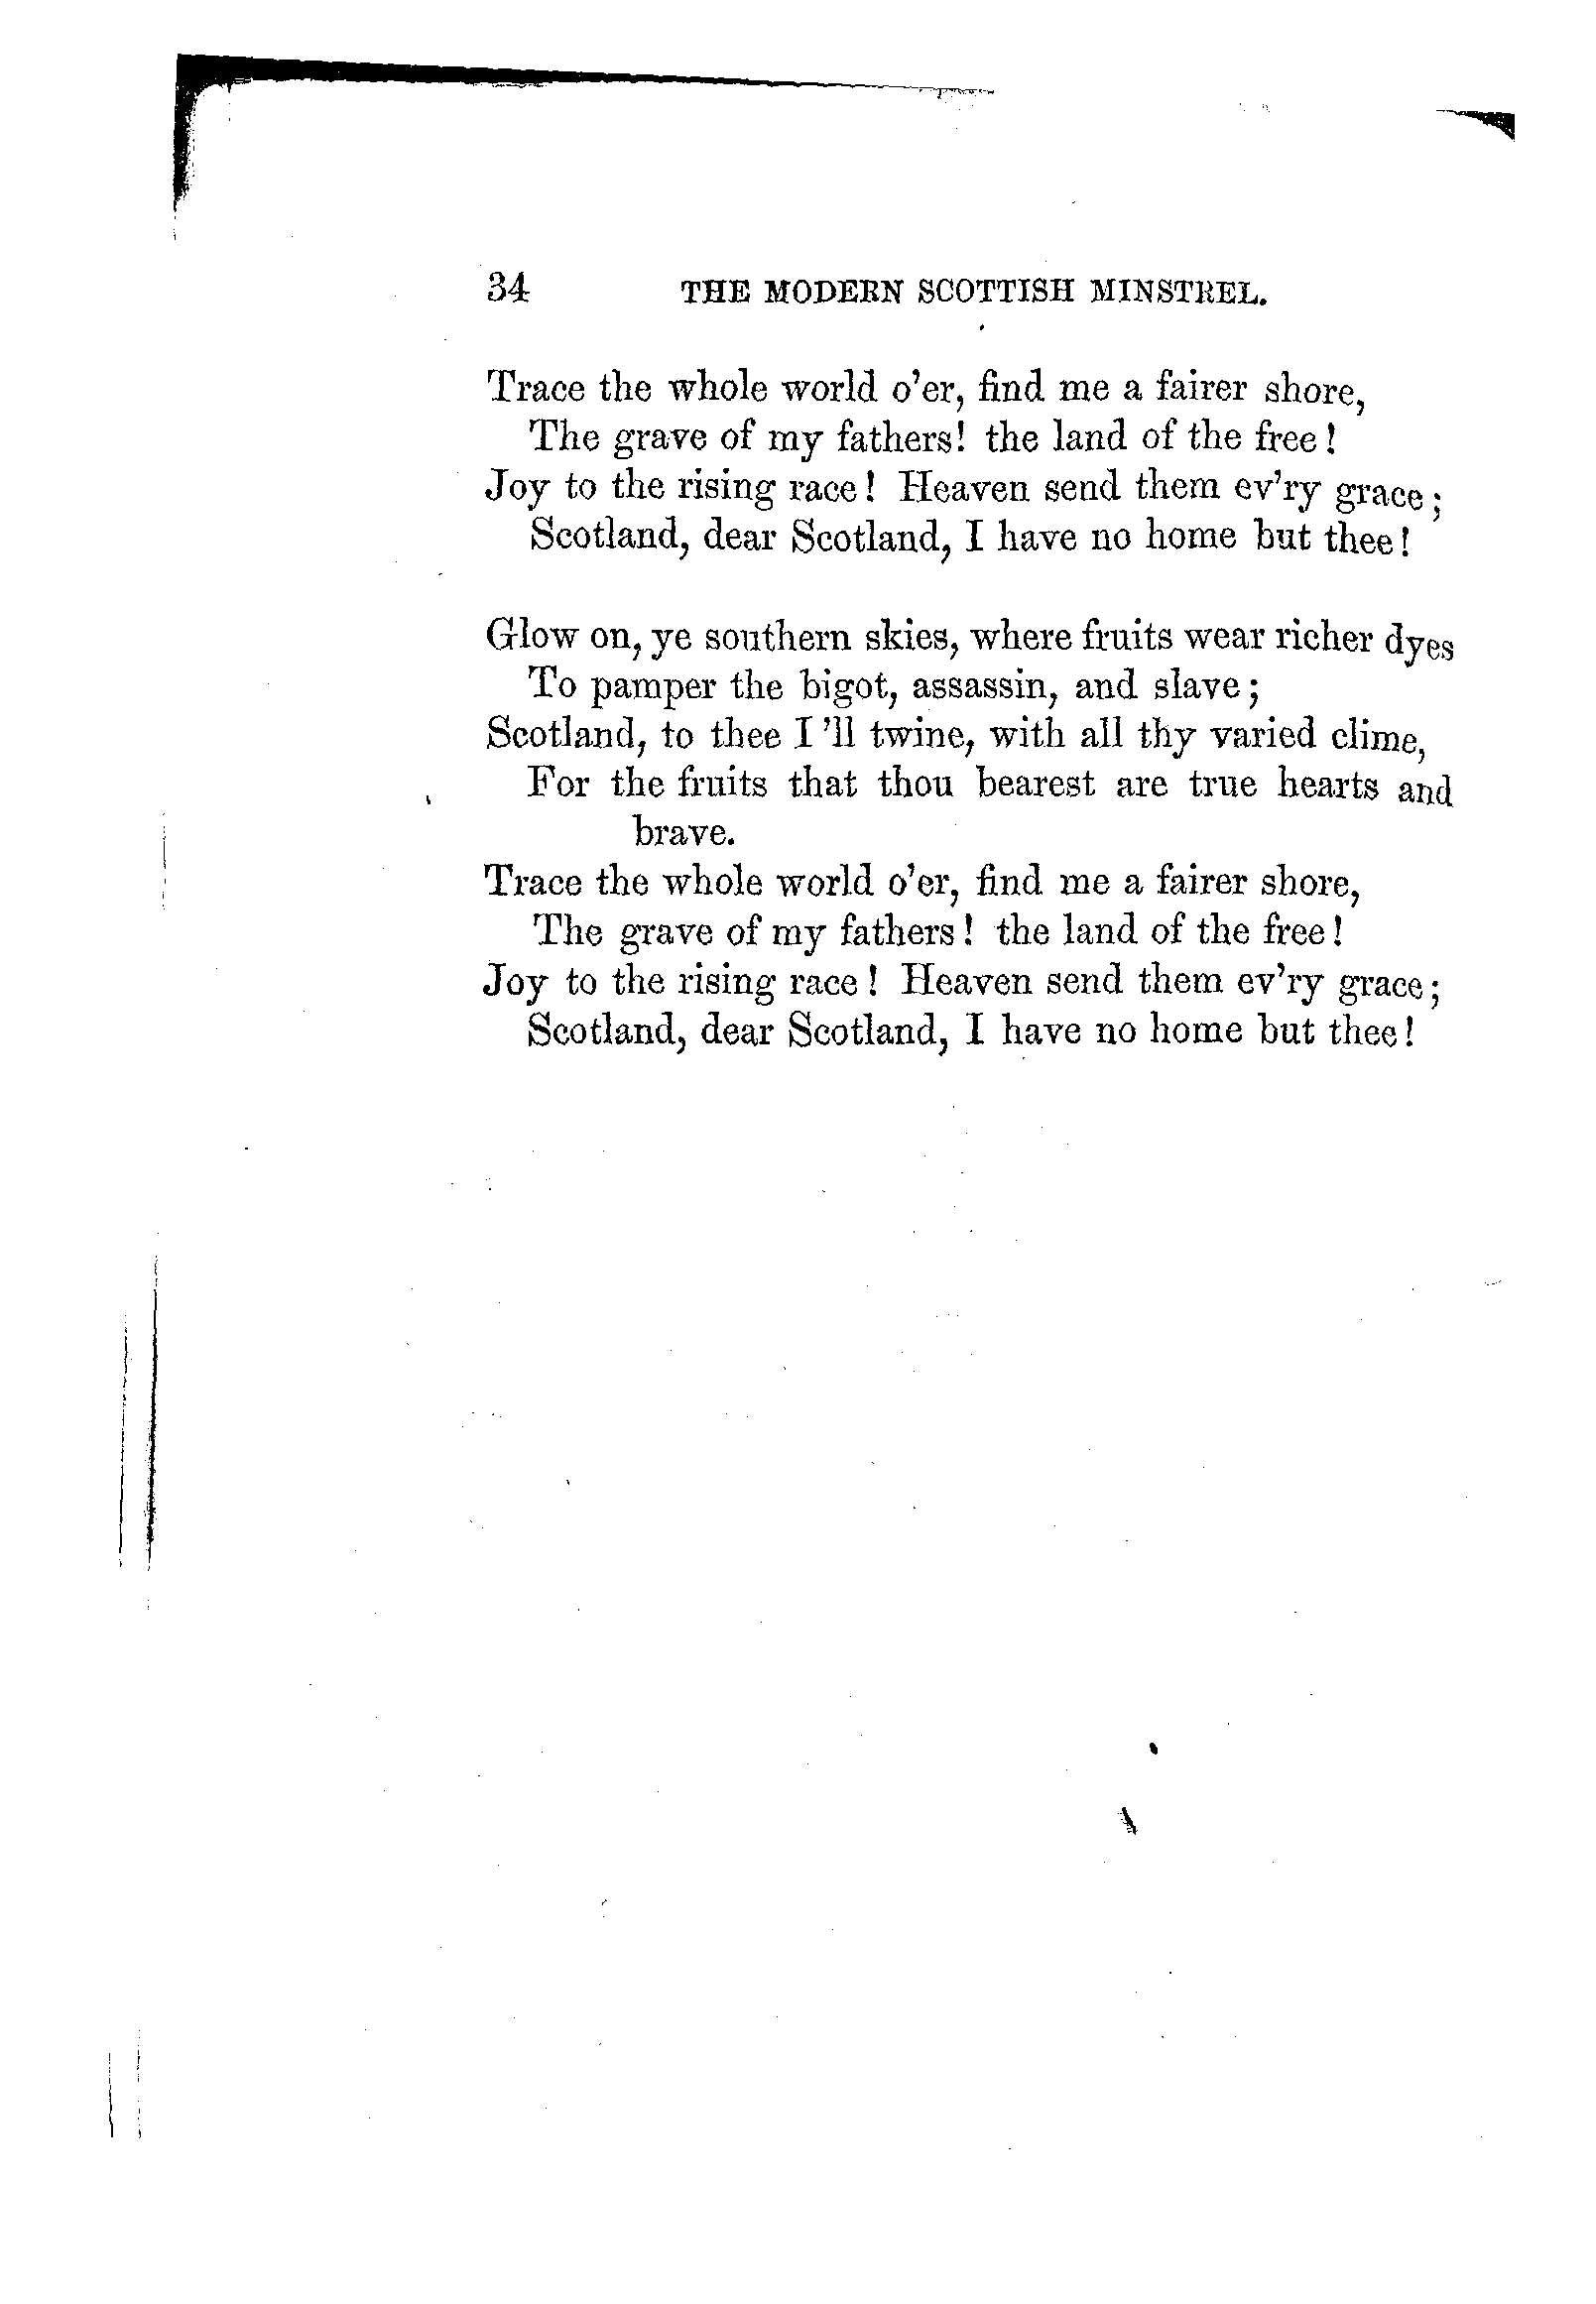 34 THE MODERN SCOTTISH MINSTREL.
Trace the whole world o'er, find me a fairer shore,
The grave of my fathers! the land of the free!
Joy to the rising race! Heaven send them ev'ry grace;
Scotland, dear Scotland, I have no home but thee!
Glow on, ye southern skies, where fruits wear richer dyes
To pamper the bigot, assassin, and slave;
Scotland, to thee I 'll twine, with all thy varied clime,
For the fruits that thou bearest are true hearts and
brave.
Trace the whole world o'er, find me a fairer shore,
The grave of my fathers! the land of the free!
Joy to the rising race! Heaven send them ev'ry grace;
Scotland, dear Scotland, I have no home but thee!